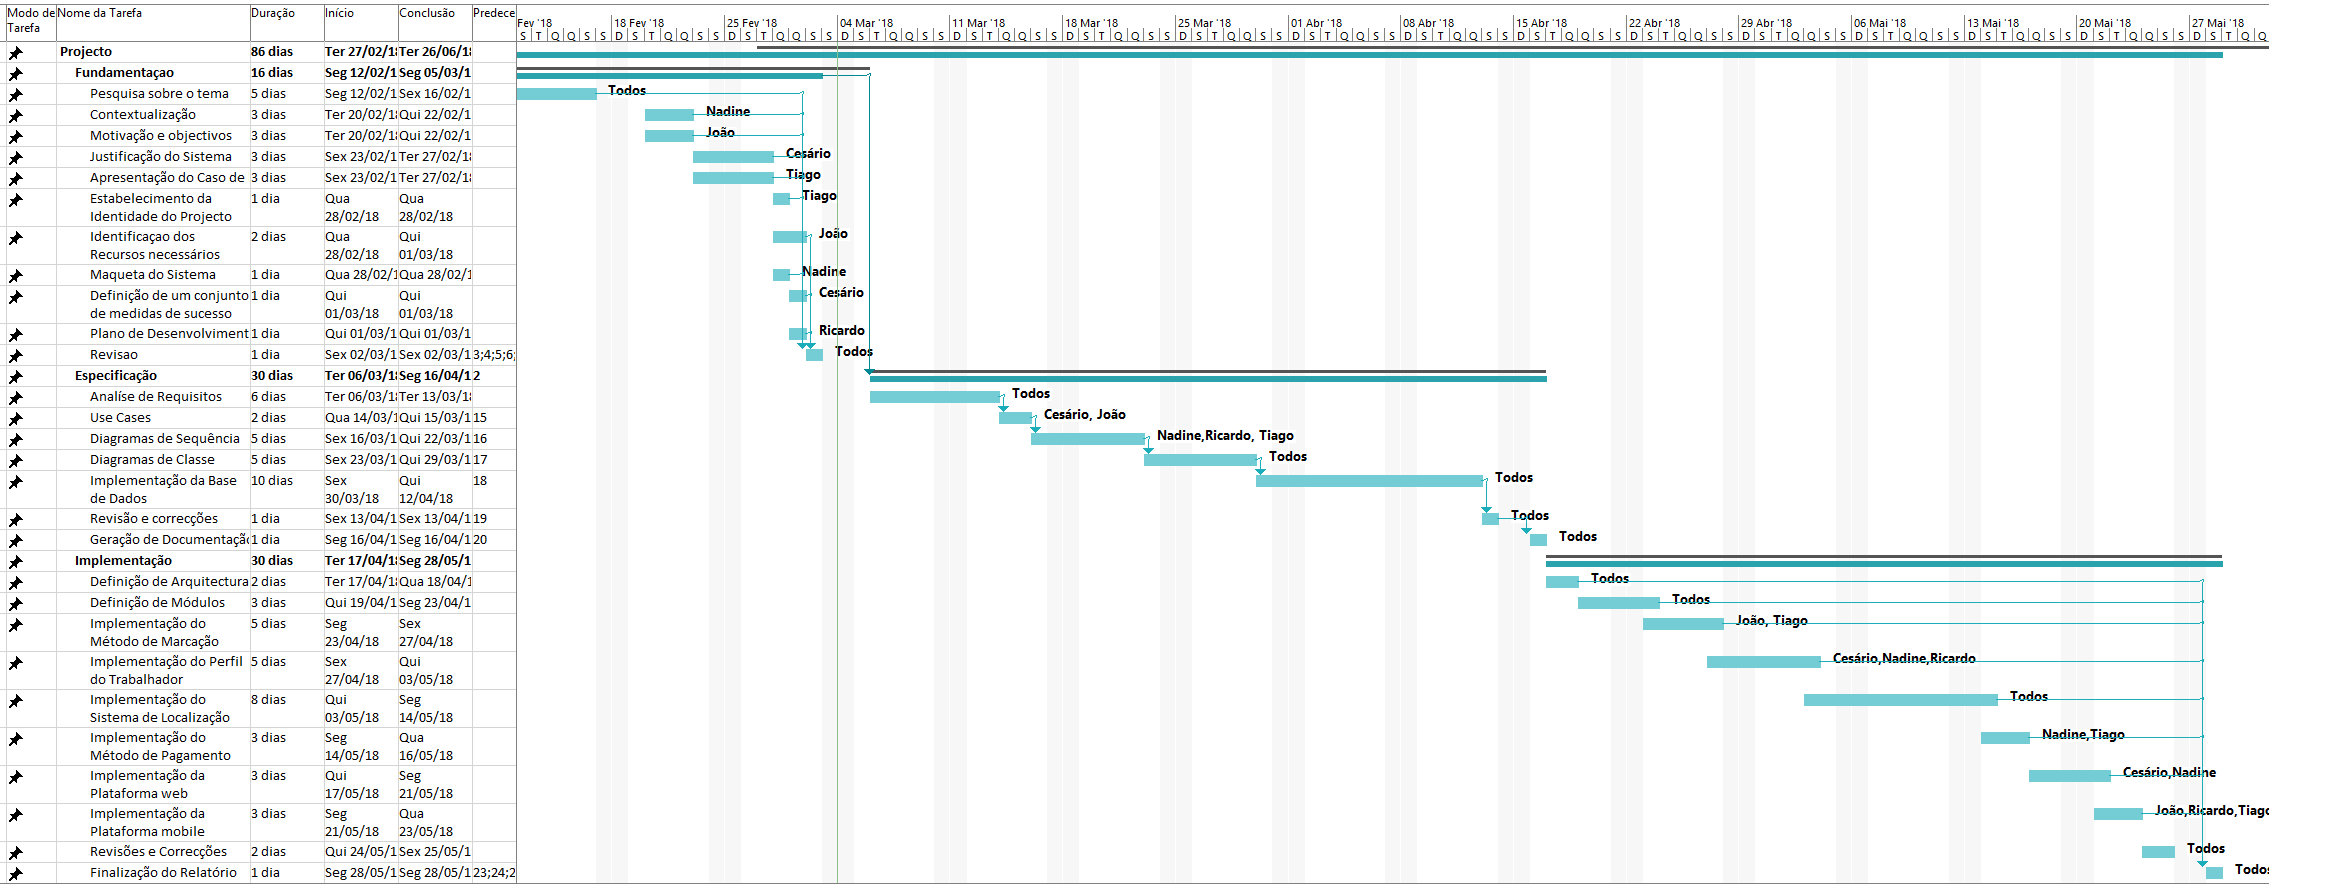 Modo de Tarefa Nome da Tarefa Duração Início Conclusão Predece
Fev '18 18 Fev '18 25 Fev '18 04 Mar '18 11 Mar '18 18 Mar '18 25 Mar '18 01 Abr '18 08 Abr '18 15 Abr '18 22 Abr '18 29 Abr '18 06 Mai '18 13 Mai '18 20 Mai '18 27 Mai '18
S T Q Q S S D S T Q Q S S D S T Q Q S S D S T Q Q S S D S T Q Q S S D S T Q Q S S D S T Q Q S S D S T Q Q S S D S T Q Q S S D S T Q Q S S D S T Q Q S S D S T Q Q S S D S T Q Q S S D S T Q Q S S D S T Q Q S S D S T Q Q
Projecto 86 dias Ter 27/02/18 Ter 26/06/18
Fundamentaçao 16 dias Seg 12/02/1 Seg 05/03/1
Pesquisa sobre o tema 5 dias Seg 12/02/1 Sex 16/02/1 Todos
Contextualização 3 dias Ter 20/02/18 Qui 22/02/1 Nadine
Motivação e objectivos 3 dias Ter 20/02/18 Qui 22/02/1 João
Justificação do Sistema 3 dias Sex 23/02/1 Ter 27/02/18 Cesário
Apresentação do Caso de 3 dias Sex 23/02/1 Ter 27/02/18 Tiago
Estabelecimento da 1 dia Qua Qua Tiago
Identidade do Projecto 28/02/18 28/02/18
Identificaçao dos 2 dias Qua Qui João
Recursos necessários 28/02/18 01/03/18
Maqueta do Sistema 1 dia Qua 28/02/1 Qua 28/02/1 Nadine
Definição de um conjunto 1 dia Qui Qui Cesário
de medidas de sucesso 01/03/18 01/03/18
Plano de Desenvolviment 1 dia Qui 01/03/1 Qui 01/03/1 Ricardo
Revisao 1 dia Sex 02/03/1 Sex 02/03/1 3;4;5;6; Todos
Especificação 30 dias Ter 06/03/18 Seg 16/04/1 2
Analíse de Requisitos 6 dias Ter 06/03/18 Ter 13/03/18 Todos
Use Cases 2 dias Qua 14/03/1 Qui 15/03/1 15 Cesário, João
Diagramas de Sequência 5 dias Sex 16/03/1 Qui 22/03/1 16 Nadine,Ricardo, Tiago
Diagramas de Classe 5 dias Sex 23/03/1 Qui 29/03/1 17 Todos
Implementação da Base 10 dias Sex Qui 18 Todos
de Dados 30/03/18 12/04/18
Revisão e correcções 1 dia Sex 13/04/1 Sex 13/04/1 19 Todos
Geração de Documentação 1 dia Seg 16/04/1 Seg 16/04/1 20 Todos
Implementação 30 dias Ter 17/04/18 Seg 28/05/1
Definição de Arquitectura 2 dias Ter 17/04/18 Qua 18/04/1 Todos
Definição de Módulos 3 dias Qui 19/04/1 Seg 23/04/1 Todos
Implementação do 5 dias Seg Sex João, Tiago
Método de Marcação 23/04/18 27/04/18
Implementação do Perfil 5 dias Sex Qui Cesário,Nadine,Ricardo
do Trabalhador 27/04/18 03/05/18
Implementação do 8 dias Qui Seg Todos
Sistema de Localização 03/05/18 14/05/18
Implementação do 3 dias Seg Qua Nadine,Tiago
Método de Pagamento 14/05/18 16/05/18
Implementação da 3 dias Qui Seg Cesário,Nadine
Plataforma web 17/05/18 21/05/18
Implementação da 3 dias Seg Qua João,Ricardo,Tiago
Plataforma mobile 21/05/18 23/05/18
Revisões e Correcções 2 dias Qui 24/05/1 Sex 25/05/1 Todos
Finalização do Relatório 1 dia Seg 28/05/1 Seg 28/05/1 23;24;2 Todos